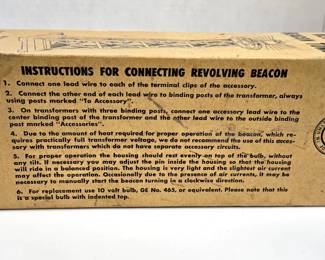 INSTRUCTIONS FOR CONNECTING REVOLVING BEACON
1. Connect one lead wire to each of the terminal clips of the accessory.
2. Connect the other end of each lead wire to binding posts of the transformer, always
using posts marked "To Accessory".
3. On transformers with three binding posts, connect one accessory lead wire to the
center binding post of the transformer and the other lead wire to the outside binding
post marked "Accessories".
4. Due to the amount of heat required for proper operation of the beacon, which re-
quires practically full transformer voltage, we do not recommend the use of this acces-
sory with transformers which do not have separate accessory circuits.
5. For proper operation the housing should rest evenly on top of the bulb, without
any tilt. If necessary you may adjust the pin inside the housing so that the housing
will ride in a balanced position. The housing is very light and the slightest air current
may affect the operation. Occasionally due to the presence of air currents, it may be
necessary to manually start the beacon turning in a clockwise direction.
6. For replacement use 10 volt bulb, GE No. 465, or equivalent. Please note that this
is a special bulb with indented top.